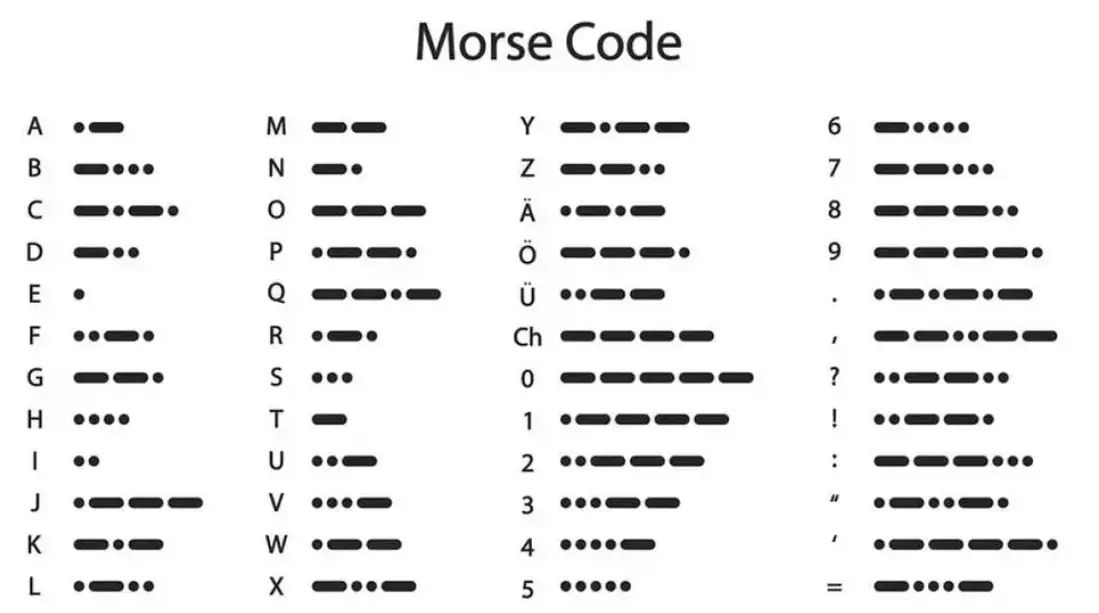 Morse Code
A •—
B —•••
C —•—•
D —••
E •
F ••—•
G ——•
H ••••
I ••
J •———
K —•—
L •—••
M ——
N —•
O ———
P •——•
Q ——•—
R •—•
S •••
T —
U ••—
V •••—
W •——
X —••—
Y —•——
Z ——••
Ä •—•—
Ö ———•
Ü ••——
Ch ————
0 —————
1 •————
2 ••———
3 •••——
4 ••••—
5 •••••
6 —••••
7 ——•••
8 ———••
9 ————•
. •—•—•—
, ——••——
? ••——••
! ••——•
: ———•••
“ •—••—•
‘ •————•
= —•••—